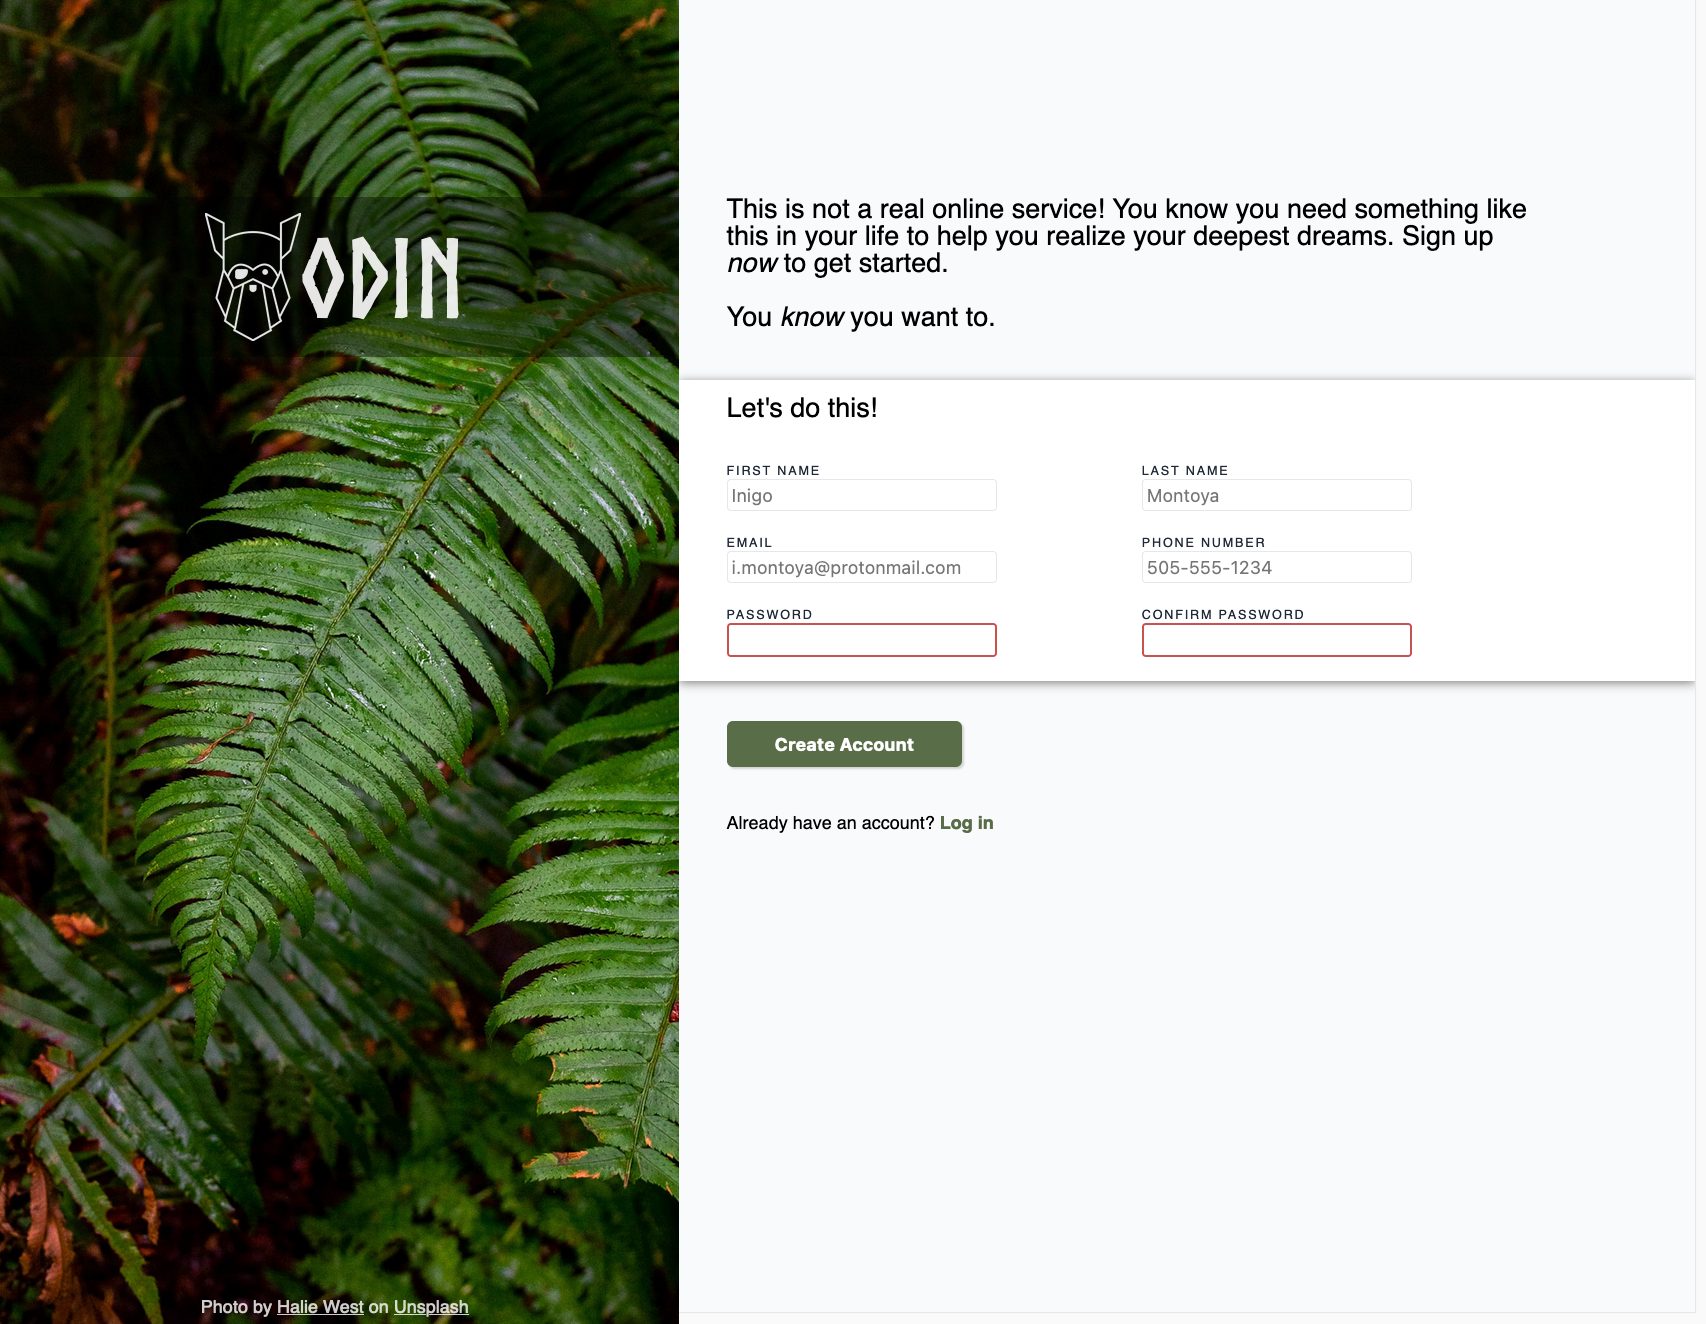 ODIN
This is not a real online service! You know you need something like
this in your life to help you realize your deepest dreams. Sign up
now to get started.
You know you want to.
Let's do this!
FIRST NAME
Inigo
LAST NAME
Montoya
EMAIL
i.montoya@protonmail.com
PHONE NUMBER
505-555-1234
PASSWORD
CONFIRM PASSWORD
Create Account
Already have an account? Log in
Photo by Halie West on Unsplash